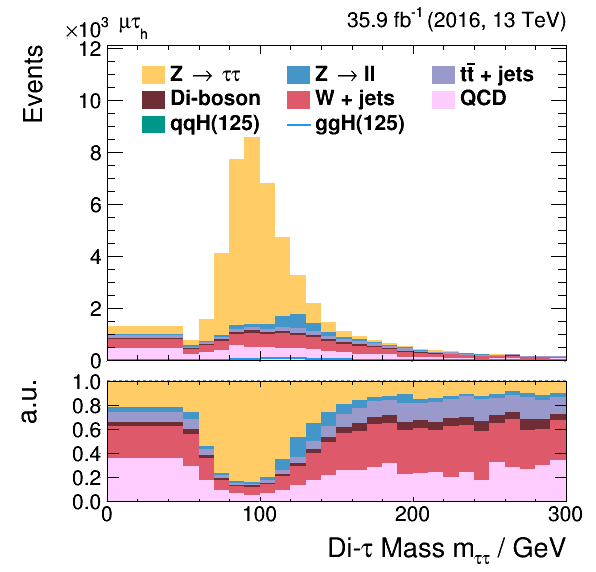 ×10³ μτₕ 35.9 fb⁻¹ (2016, 13 TeV)
Events
12
10
8
6
4
2
0
Z → ττ Z → ll tt̄ + jets
Di-boson W + jets QCD
qqH(125) ggH(125)
a.u.
1.0
0.8
0.6
0.4
0.2
0.0
0 100 200 300
Di-τ Mass m_ττ / GeV